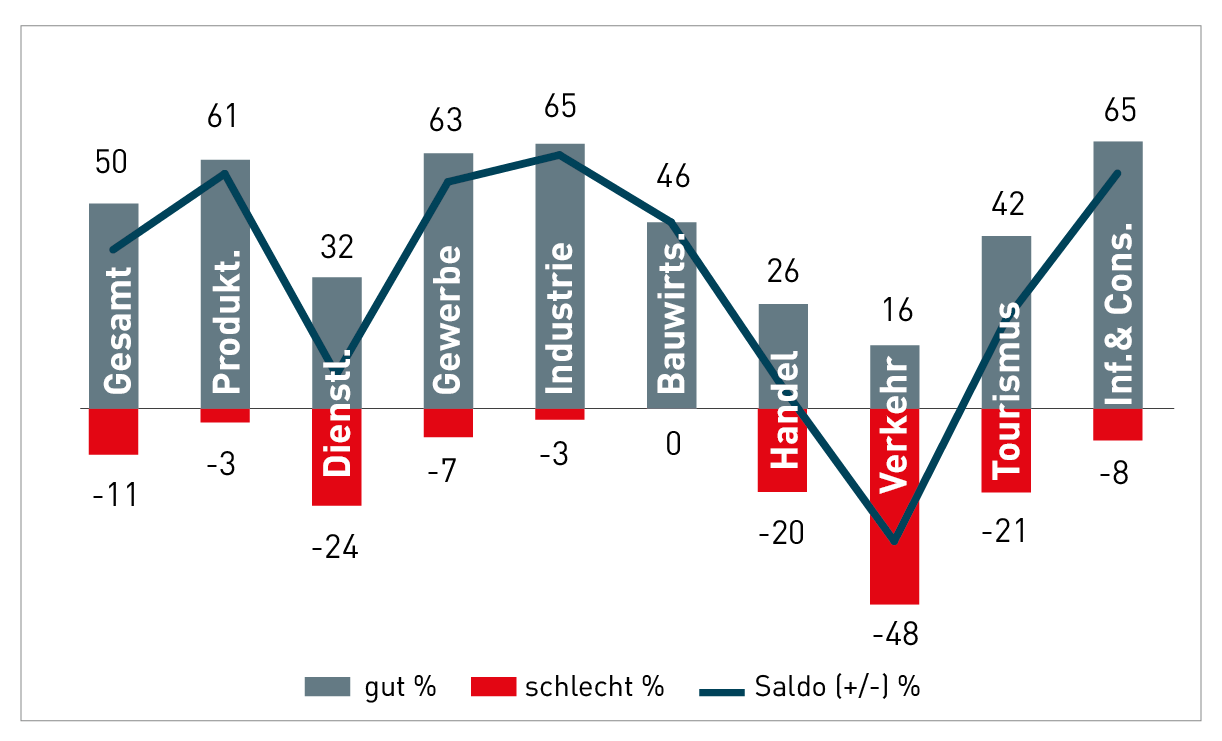 50
61
32
63
65
46
26
16
42
65
Gesamt
Produkt.
Dienstl.
Gewerbe
Industrie
Bauwirts.
Handel
Verkehr
Tourismus
Inf.& Cons.
-11
-3
-24
-7
-3
0
-20
-48
-21
-8
gut % schlecht % Saldo (+/-) %